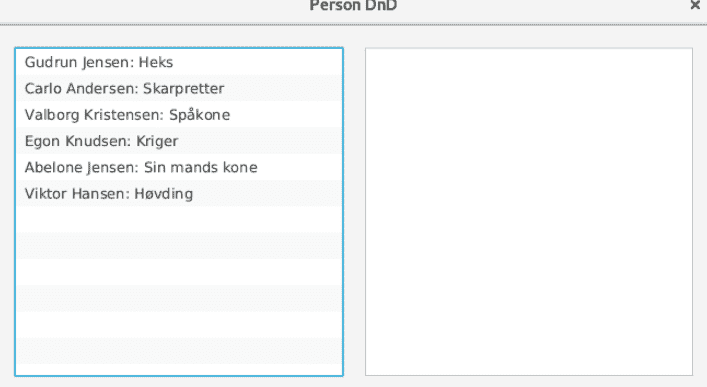 Person DnD
Gudrun Jensen: Heks
Carlo Andersen: Skarpretter
Valborg Kristensen: Spåkone
Egon Knudsen: Kriger
Abelone Jensen: Sin mands kone
Viktor Hansen: Høvding